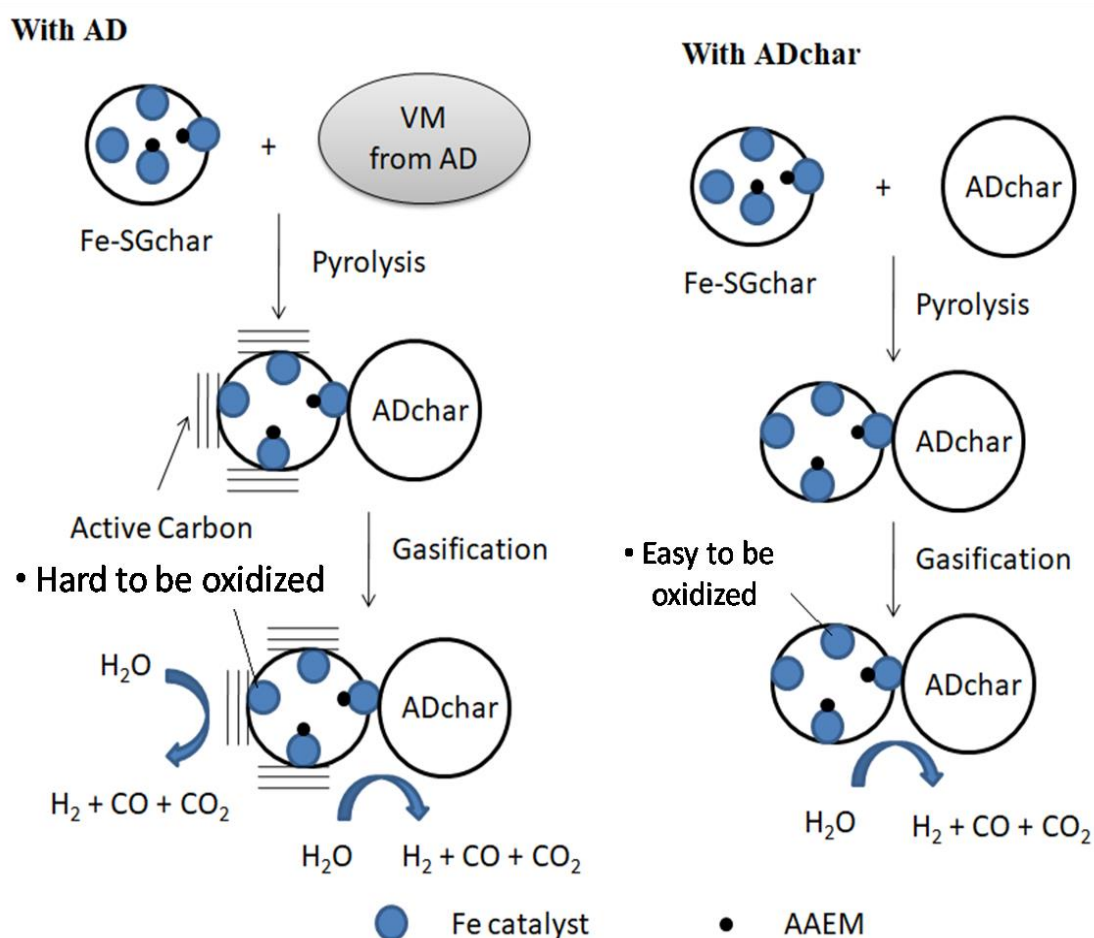 With AD
VM
from AD
+
Fe-SGchar
Pyrolysis
ADchar
Active Carbon
Gasification
• Hard to be oxidized
H₂O
ADchar
H₂ + CO + CO₂
H₂O
H₂ + CO + CO₂
With ADchar
+
ADchar
Fe-SGchar
Pyrolysis
ADchar
• Easy to be
oxidized
Gasification
ADchar
H₂O
H₂ + CO + CO₂
Fe catalyst
AAEM